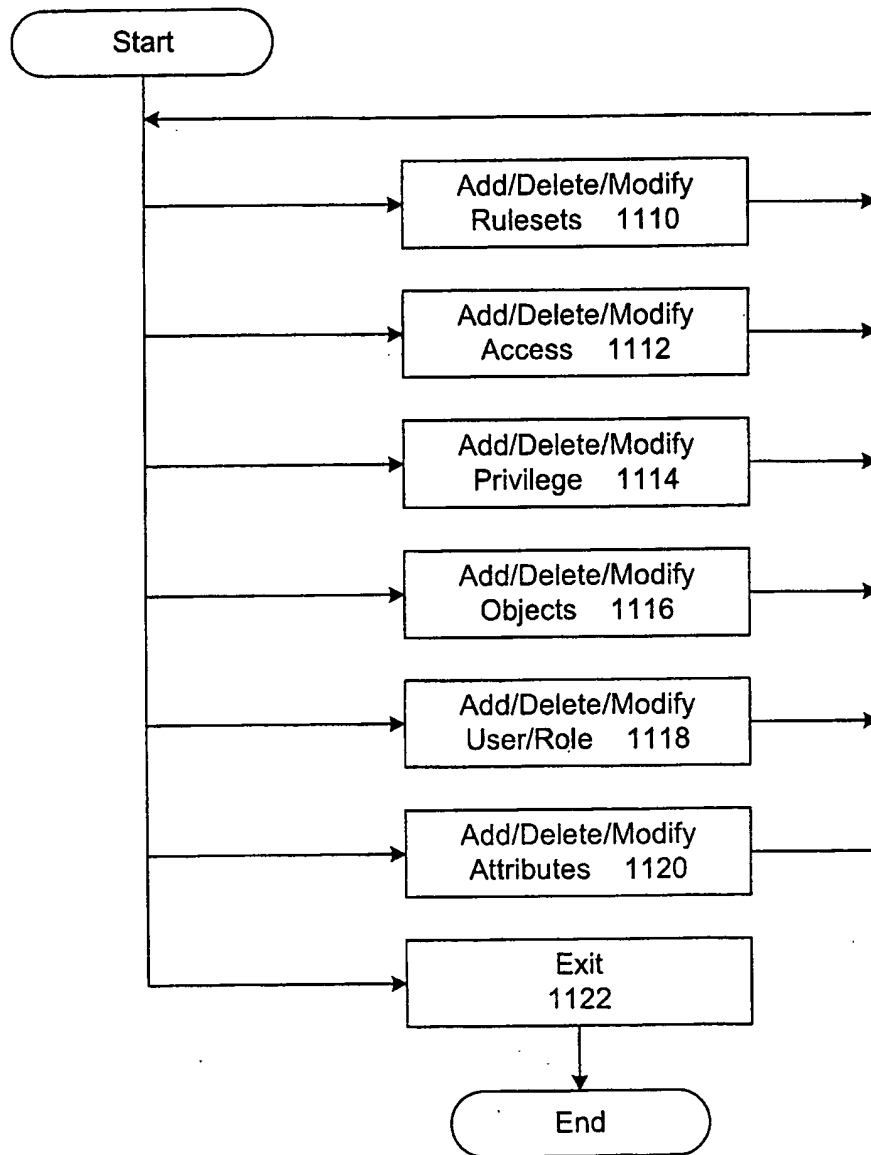 Start
Add/Delete/Modify
Rulesets 1110
Add/Delete/Modify
Access 1112
Add/Delete/Modify
Privilege 1114
Add/Delete/Modify
Objects 1116
Add/Delete/Modify
User/Role 1118
Add/Delete/Modify
Attributes 1120
Exit
1122
End